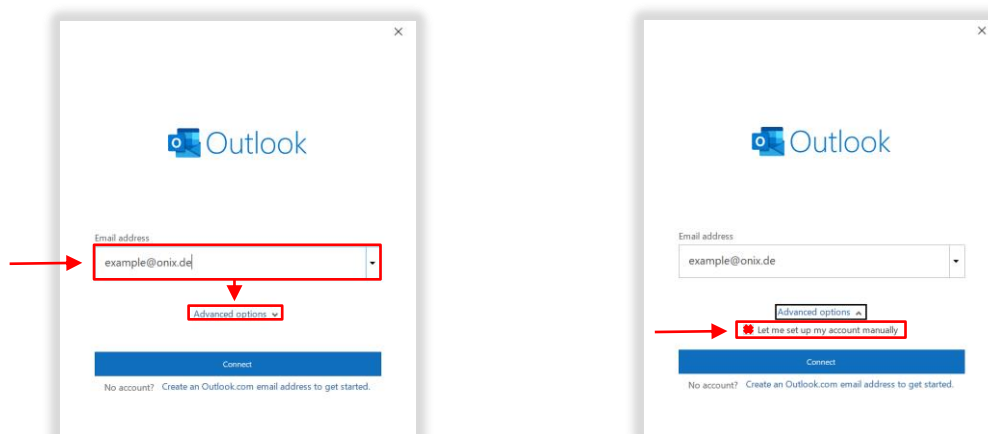 Outlook
Email address
example@onix.de
Advanced options
Connect
No account? Create an Outlook.com email address to get started.
Outlook
Email address
example@onix.de
Advanced options
Let me set up my account manually
Connect
No account? Create an Outlook.com email address to get started.